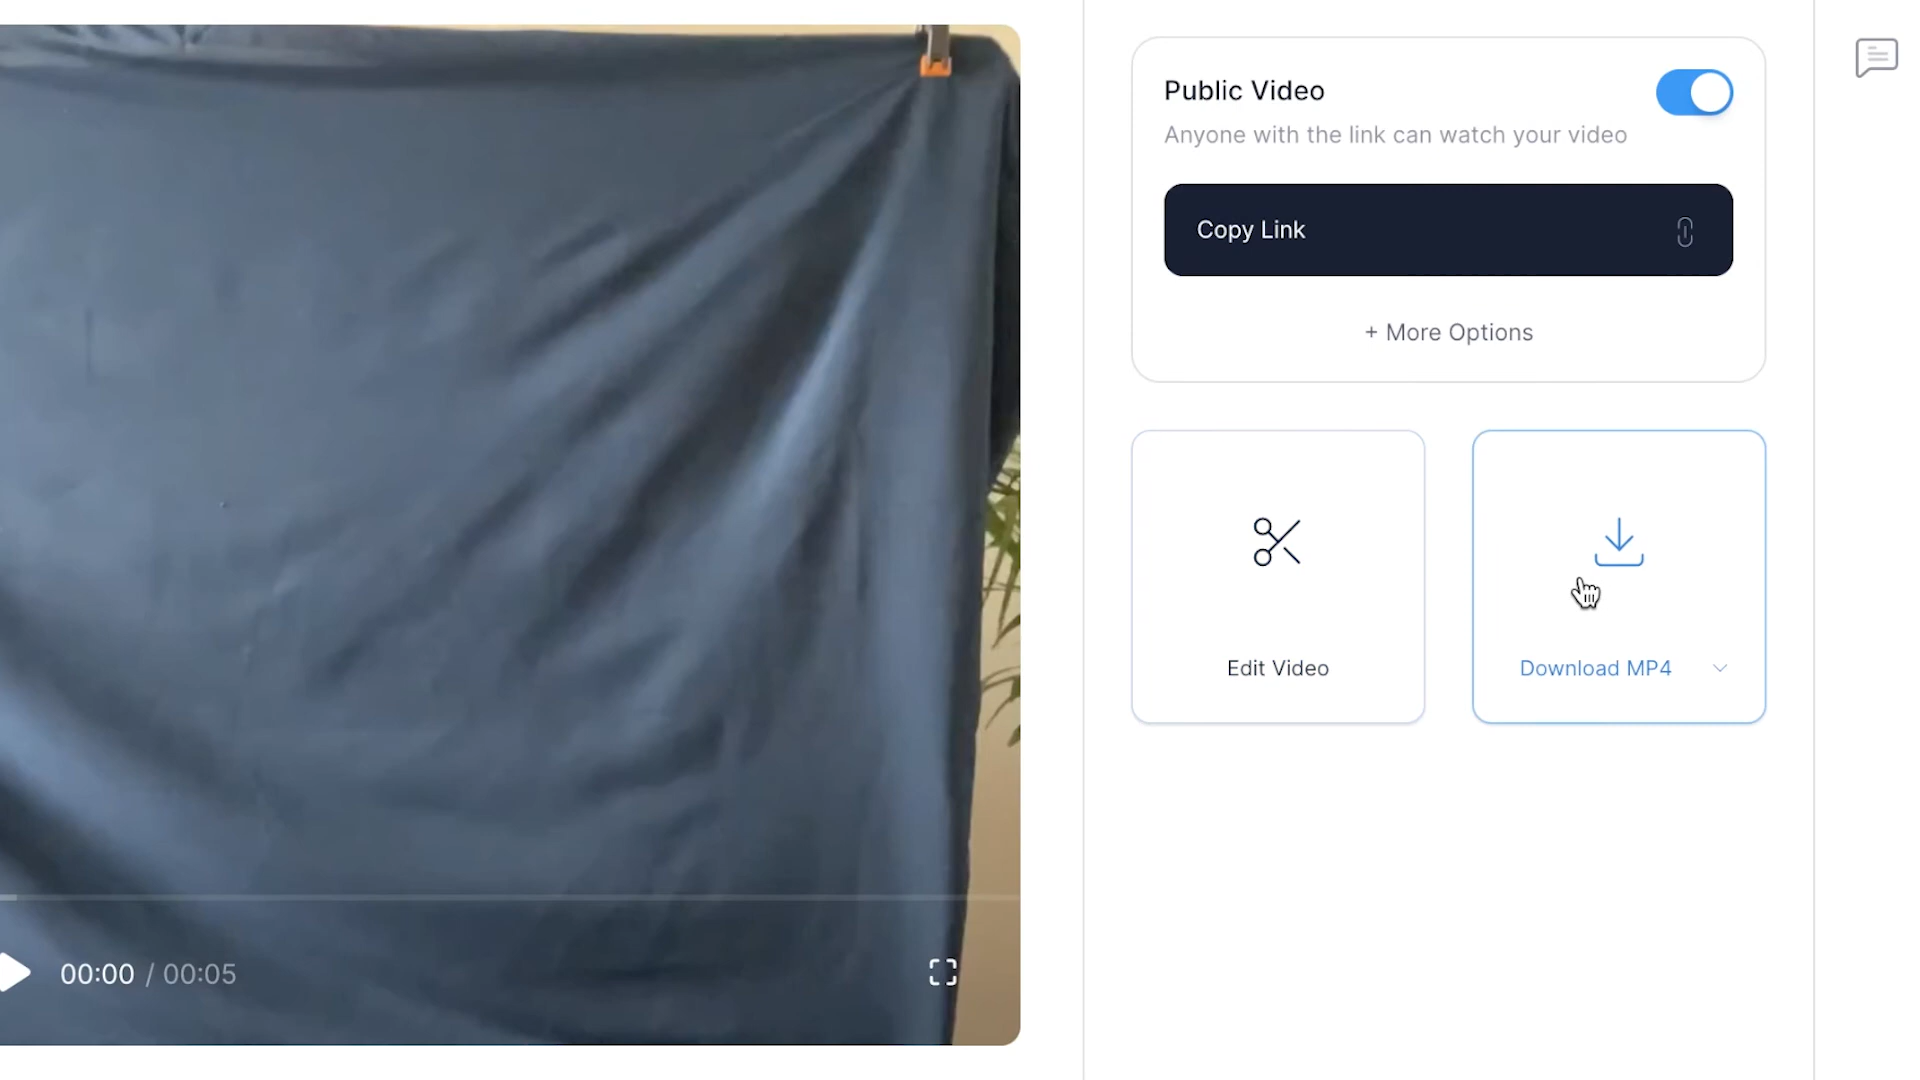 Public Video
Anyone with the link can watch your video
Copy Link
+ More Options
Edit Video
Download MP4
00:00 / 00:05